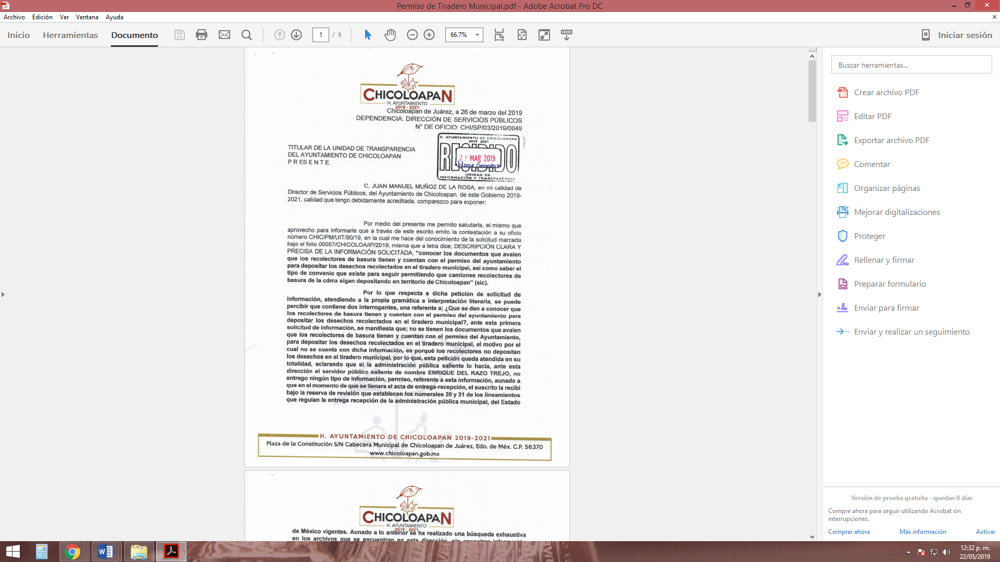 Permiso de Tiradero Municipal.pdf - Adobe Acrobat Pro DC
Archivo Edición Ver Ventana Ayuda
Inicio Herramientas Documento 1 / 9 66.7% Iniciar sesión
CHICOLOAPAN
H. AYUNTAMIENTO
2019 - 2021
Chicoloapan de Juárez, a 26 de marzo del 2019
DEPENDENCIA: DIRECCIÓN DE SERVICIOS PÚBLICOS
N° DE OFICIO: CHI/SP/03/2019/0049
H. AYUNTAMIENTO DE CHICOLOAPAN
2019 2021
RECIBIDO
27 MAR 2019
UNIDAD DE
INFORMACIÓN Y TRANSPARENCIA
TITULAR DE LA UNIDAD DE TRANSPARENCIA
DEL AYUNTAMIENTO DE CHICOLOAPAN
P R E S E N T E.
C. JUAN MANUEL MUÑOZ DE LA ROSA, en mi calidad de
Director de Servicios Públicos, del Ayuntamiento de Chicoloapan, de este Gobierno 2019-
2021, calidad que tengo debidamente acreditada, comparezco para exponer:
Por medio del presente me permito saludarla, el mismo que
aprovecho para informarle que a través de este escrito emito la contestación a su oficio
número CHIC/PM/UIT/90/19, en la cual me hace del conocimiento de la solicitud marcada
bajo el folio 00057/CHICOLOA/IP/2019, misma que a letra dice; DESCRIPCIÓN CLARA Y
PRECISA DE LA INFORMACIÓN SOLICITADA, “conocer los documentos que avalen
que los recolectores de basura tienen y cuentan con el permiso del ayuntamiento
para depositar los desechos recolectados en el tiradero municipal, así como saber el
tipo de convenio que existe para seguir permitiendo que camiones recolectores de
basura de la cdmx sigan depositando en territorio de Chicoloapan” (sic).
Por lo que respecta a dicha petición de solicitud de
información, atendiendo a la propia gramática e interpretación literaria, se puede
percibir que contiene dos interrogantes, una referente a; ¿Que se den a conocer que
los recolectores de basura tienen y cuentan con el permiso del ayuntamiento para
depositar los desechos recolectados en el tiradero municipal?, ante esta primera
solicitud de información, se manifiesta que; no se tienen los documentos que avalen
que los recolectores de basura tienen y cuentan con el permiso del Ayuntamiento,
para depositar los desechos recolectados en el tiradero municipal, el motivo por el
cual no se cuenta con dicha información, es porqué los recolectores no depositan
los desechos en el tiradero municipal, por lo que, esta petición queda atendida en su
totalidad, aclarando que si la administración pública saliente lo hacía, ante esta
dirección el servidor público saliente de nombre ENRIQUE DEL RAZO TREJO, no
entrego ningún tipo de información, permiso, referente a esta información, aunado a
que en el momento de que se llenara el acta de entrega-recepción, el suscrito la recibí
bajo la reserva de revisión que establecen los numerales 20 y 31 de los lineamientos
que regulan la entrega recepción de la administración pública municipal, del Estado
H. AYUNTAMIENTO DE CHICOLOAPAN 2019-2021
Plaza de la Constitución S/N Cabecera Municipal de Chicoloapan de Juárez, Edo. de Méx. C.P. 56370
www.chicoloapan.gob.mx
CHICOLOAPAN
H. AYUNTAMIENTO
2019 - 2021
de México vigentes. Aunado a lo anterior se ha realizado una búsqueda exhaustiva
en los archivos que se encuentran en esta dirección, sin encontrar información
Buscar herramientas...
Crear archivo PDF
Editar PDF
Exportar archivo PDF
Comentar
Organizar páginas
Mejorar digitalizaciones
Proteger
Rellenar y firmar
Preparar formulario
Enviar para firmar
Enviar y realizar un seguimiento
Versión de prueba gratuita - quedan 0 días
Compre ahora para seguir utilizando Acrobat sin
interrupciones.
Comprar ahora Más información Activar
12:32 p. m.
22/05/2019